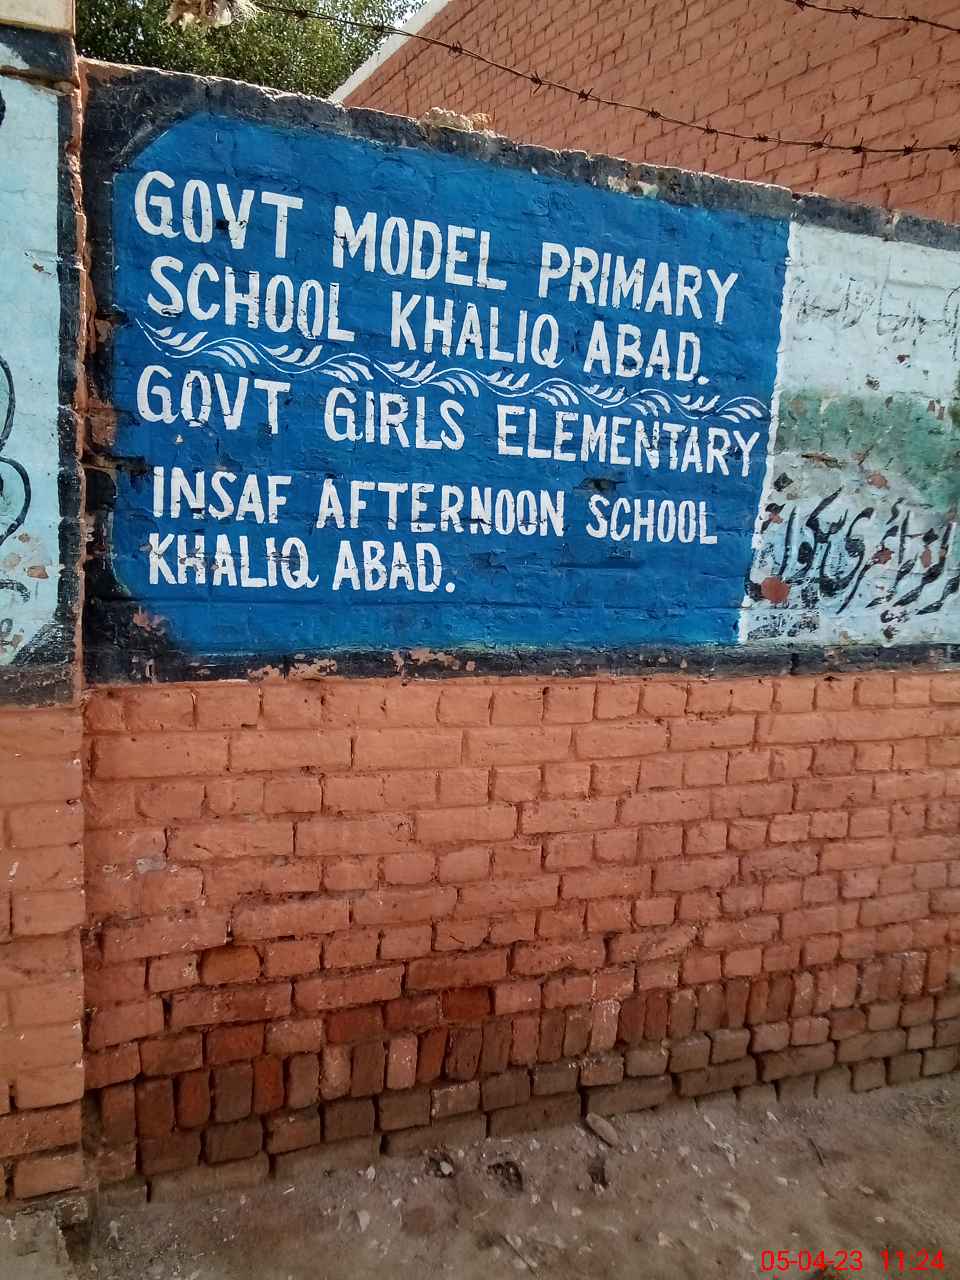 GOVT MODEL PRIMARY
SCHOOL KHALIQ ABAD.
GOVT GIRLS ELEMENTARY
INSAF AFTERNOON SCHOOL
KHALIQ ABAD.
05-04-23 11:24